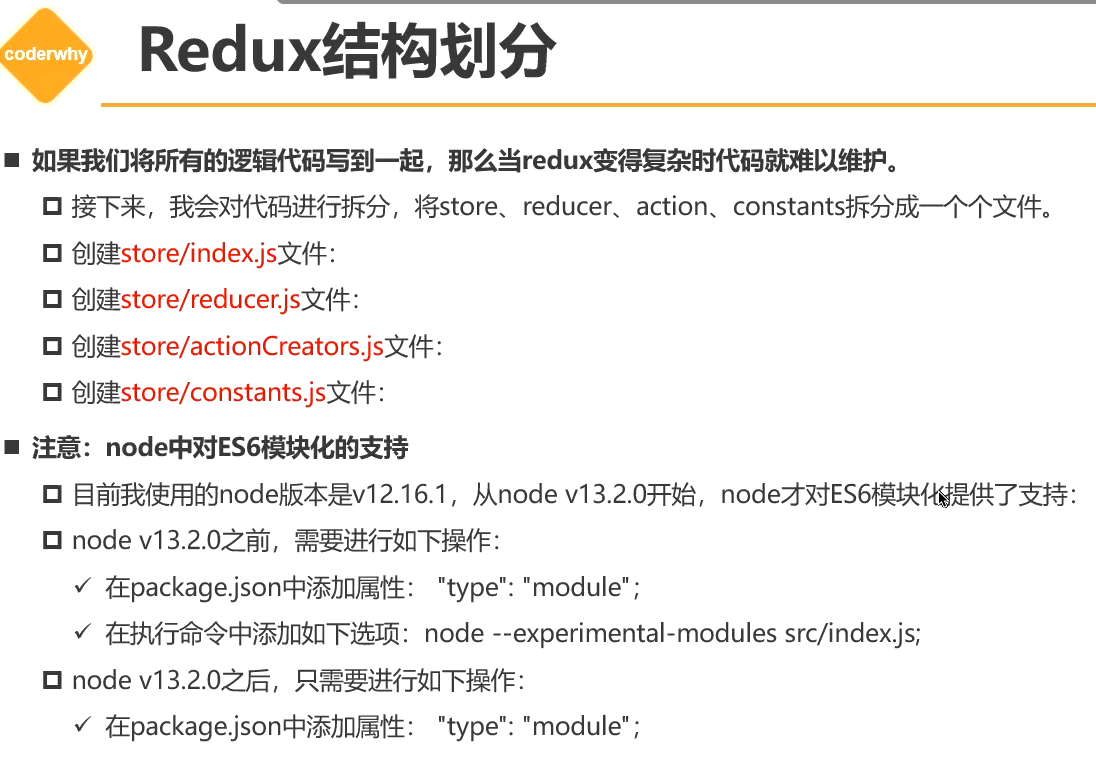 coderwhy
Redux结构划分
如果我们将所有的逻辑代码写到一起，那么当redux变得复杂时代码就难以维护。
接下来，我会对代码进行拆分，将store、reducer、action、constants拆分成一个个文件。
创建store/index.js文件：
创建store/reducer.js文件：
创建store/actionCreators.js文件：
创建store/constants.js文件：
注意：node中对ES6模块化的支持
目前我使用的node版本是v12.16.1，从node v13.2.0开始，node才对ES6模块化提供了支持：
node v13.2.0之前，需要进行如下操作：
✓ 在package.json中添加属性： "type": "module"；
✓ 在执行命令中添加如下选项：node --experimental-modules src/index.js;
node v13.2.0之后，只需要进行如下操作：
✓ 在package.json中添加属性： "type": "module"；